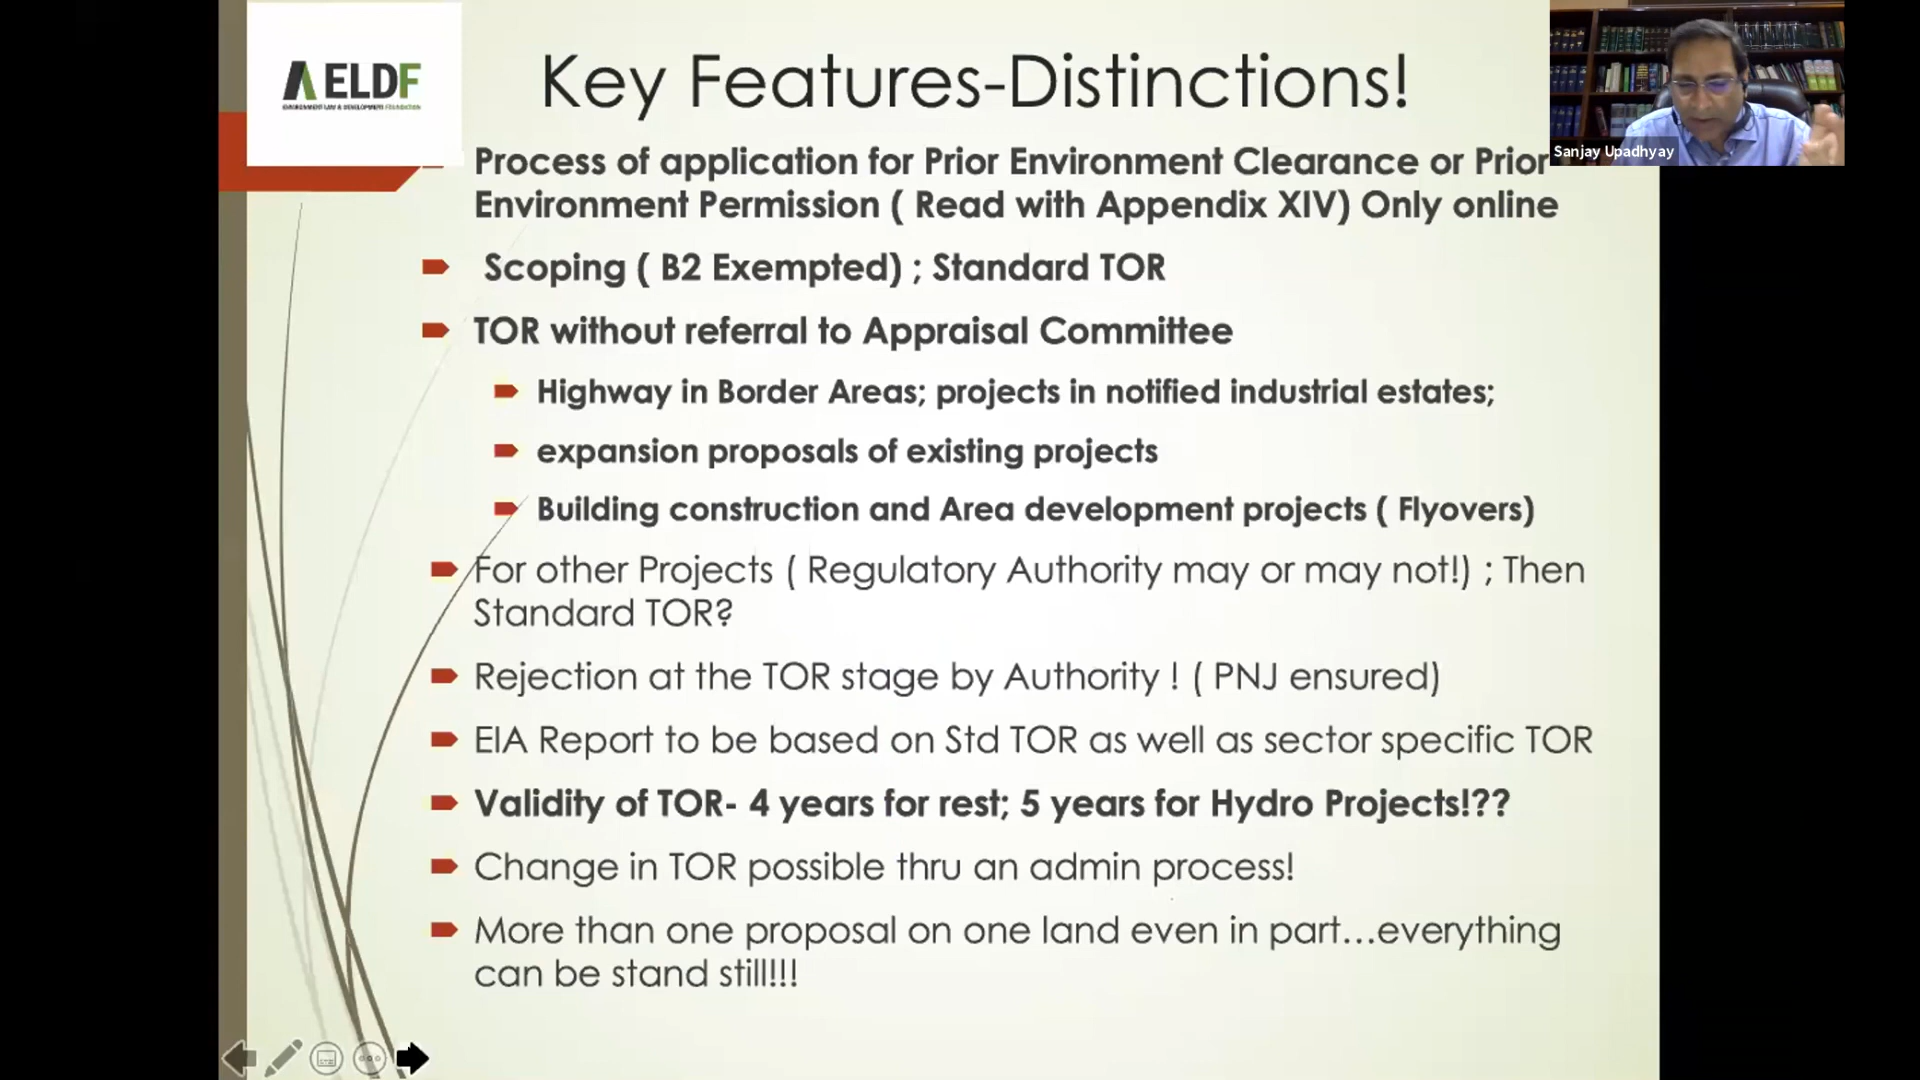 AELDF
ENVIRONMENT LAW & DEVELOPMENT FOUNDATION
Key Features-Distinctions!
Sanjay Upadhyay
Process of application for Prior Environment Clearance or Prior
Environment Permission ( Read with Appendix XIV) Only online
Scoping ( B2 Exempted) ; Standard TOR
TOR without referral to Appraisal Committee
Highway in Border Areas; projects in notified industrial estates;
expansion proposals of existing projects
Building construction and Area development projects ( Flyovers)
For other Projects ( Regulatory Authority may or may not!) ; Then
Standard TOR?
Rejection at the TOR stage by Authority ! ( PNJ ensured)
EIA Report to be based on Std TOR as well as sector specific TOR
Validity of TOR- 4 years for rest; 5 years for Hydro Projects!??
Change in TOR possible thru an admin process!
More than one proposal on one land even in part...everything
can be stand still!!!